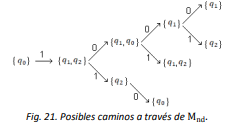 0 {q₁}
0 {q₁}
1 {q₂}
0 {q₁,q₀}
1 {q₁,q₂}
{q₀} 1 {q₁,q₂}
1 {q₂}
0 {q₀}
Fig. 21. Posibles caminos a través de Mnd.